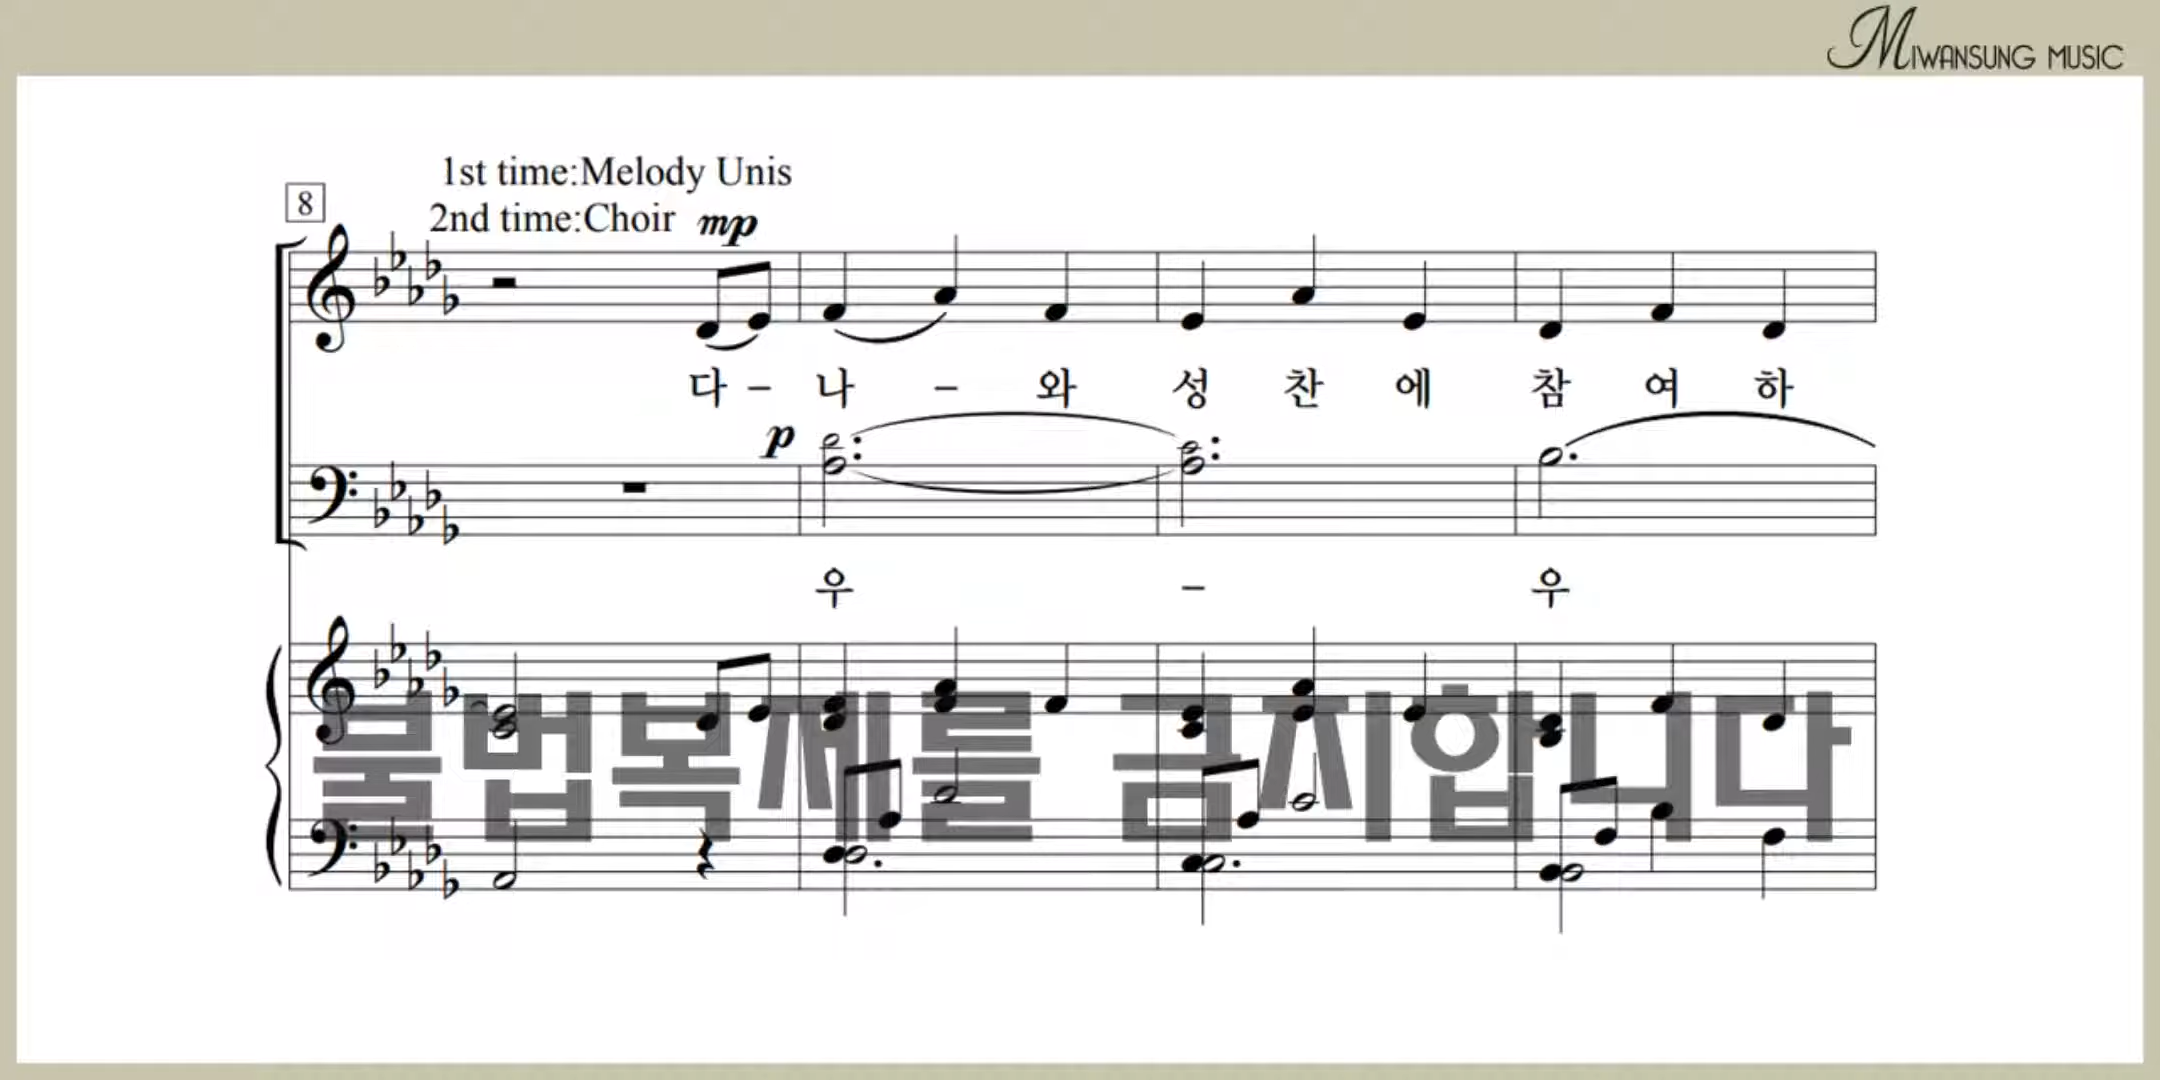 MIWANSUNG MUSIC
1st time:Melody Unis
8
2nd time:Choir mp
다 – 나 – 와 성 찬 에 참 여 하
p
우 – 우
불법복제를 금지합니다